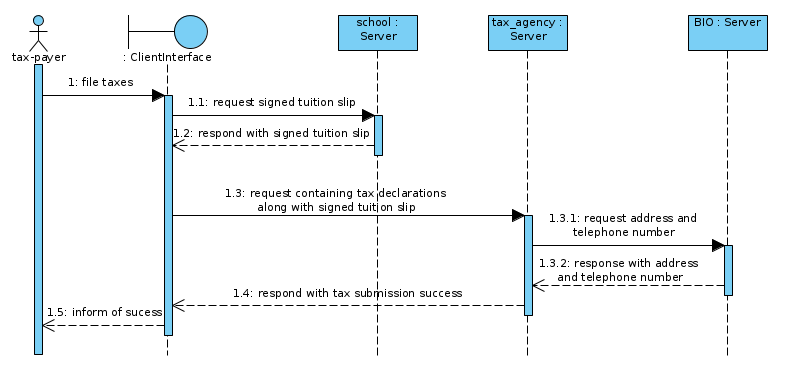 school :
Server
tax_agency :
Server
BIO : Server
tax-payer
: ClientInterface
1: file taxes
1.1: request signed tuition slip
1.2: respond with signed tuition slip
1.3: request containing tax declarations
along with signed tuition slip
1.3.1: request address and
telephone number
1.3.2: response with address
and telephone number
1.4: respond with tax submission success
1.5: inform of sucess